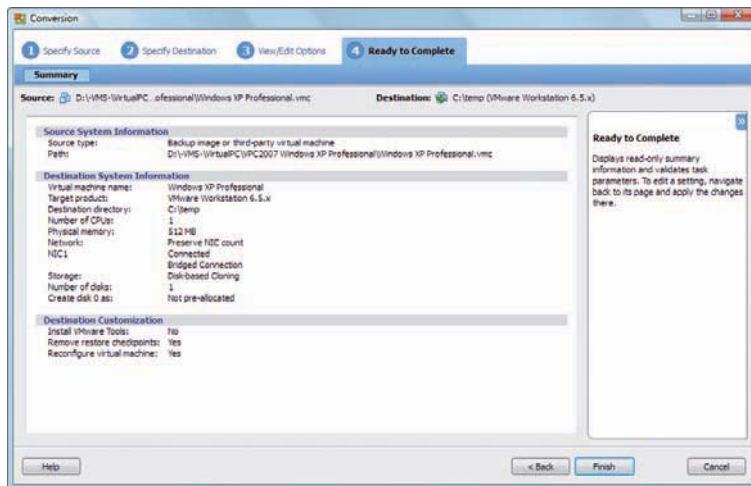 Conversion
1 Specify Source 2 Specify Destination 3 View/Edit Options 4 Ready to Complete
Summary
Source: D:\-VMS-VirtualPC...ofessional\Windows XP Professional.vmc Destination: C:\temp (VMware Workstation 6.5.x)
Source System Information
Source type: Backup image or third-party virtual machine
Path: D:\-VMS-VirtualPC\VPC2007 Windows XP Professional\Windows XP Professional.vmc
Destination System Information
Virtual machine name: Windows XP Professional
Target product: VMware Workstation 6.5.x
Destination directory: C:\temp
Number of CPUs: 1
Physical memory: 512 MB
Network: Preserve NIC count
NIC1 Connected
Bridged Connection
Storage: Disk-based Cloning
Number of disks: 1
Create disk 0 as: Not pre-allocated
Destination Customization
Install VMware Tools: No
Remove restore checkpoints: Yes
Reconfigure virtual machine: Yes
Ready to Complete
Displays read-only summary
information and validates task
parameters. To edit a setting, navigate
back to its page and apply the changes
there.
Help < Back Finish Cancel